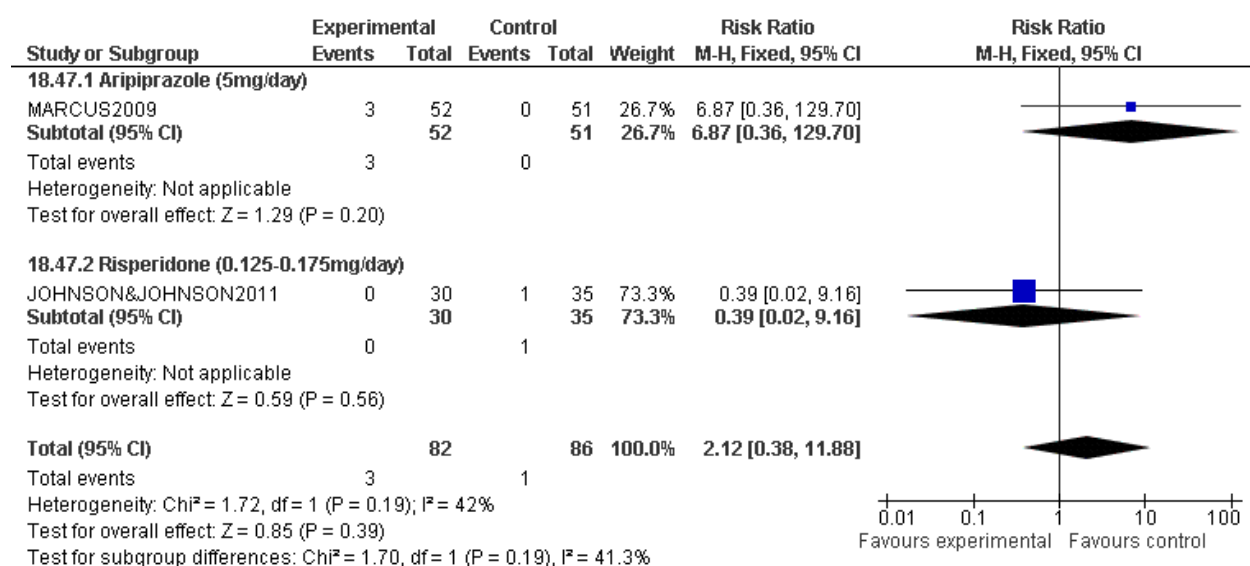 Experimental Control Risk Ratio Risk Ratio
Study or Subgroup Events Total Events Total Weight M-H, Fixed, 95% CI M-H, Fixed, 95% CI
18.47.1 Aripiprazole (5mg/day)
MARCUS2009 3 52 0 51 26.7% 6.87 [0.36, 129.70]
Subtotal (95% CI) 52 51 26.7% 6.87 [0.36, 129.70]
Total events 3 0
Heterogeneity: Not applicable
Test for overall effect: Z = 1.29 (P = 0.20)
18.47.2 Risperidone (0.125-0.175mg/day)
JOHNSON&JOHNSON2011 0 30 1 35 73.3% 0.39 [0.02, 9.16]
Subtotal (95% CI) 30 35 73.3% 0.39 [0.02, 9.16]
Total events 0 1
Heterogeneity: Not applicable
Test for overall effect: Z = 0.59 (P = 0.56)
Total (95% CI) 82 86 100.0% 2.12 [0.38, 11.88]
Total events 3 1
Heterogeneity: Chi² = 1.72, df = 1 (P = 0.19); I² = 42%
Test for overall effect: Z = 0.85 (P = 0.39)
Test for subgroup differences: Chi² = 1.70, df = 1 (P = 0.19), I² = 41.3%
0.01 0.1 1 10 100
Favours experimental Favours control